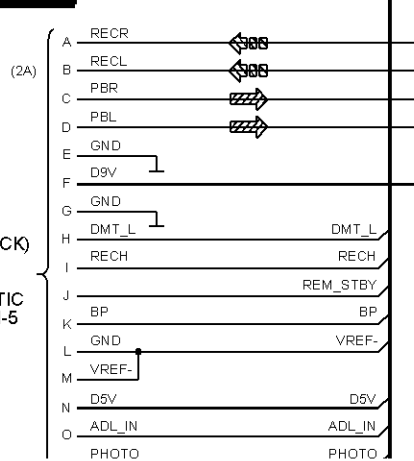 A RECR
(2A) B RECL
C PBR
D PBL
E GND
F D9V
G GND
H DMT_L DMT_L
CK)
I RECH RECH
J REM_STBY
TIC
-5
K BP BP
L GND VREF-
M VREF-
N D5V D5V
O ADL_IN ADL_IN
PHOTO PHOTO